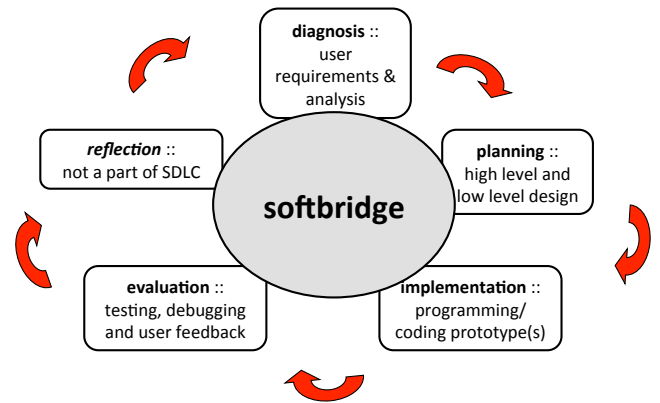 diagnosis ::
user
requirements &
analysis
reflection ::
not a part of SDLC
planning ::
high level and
low level design
softbridge
evaluation ::
testing, debugging
and user feedback
implementation ::
programming/
coding prototype(s)